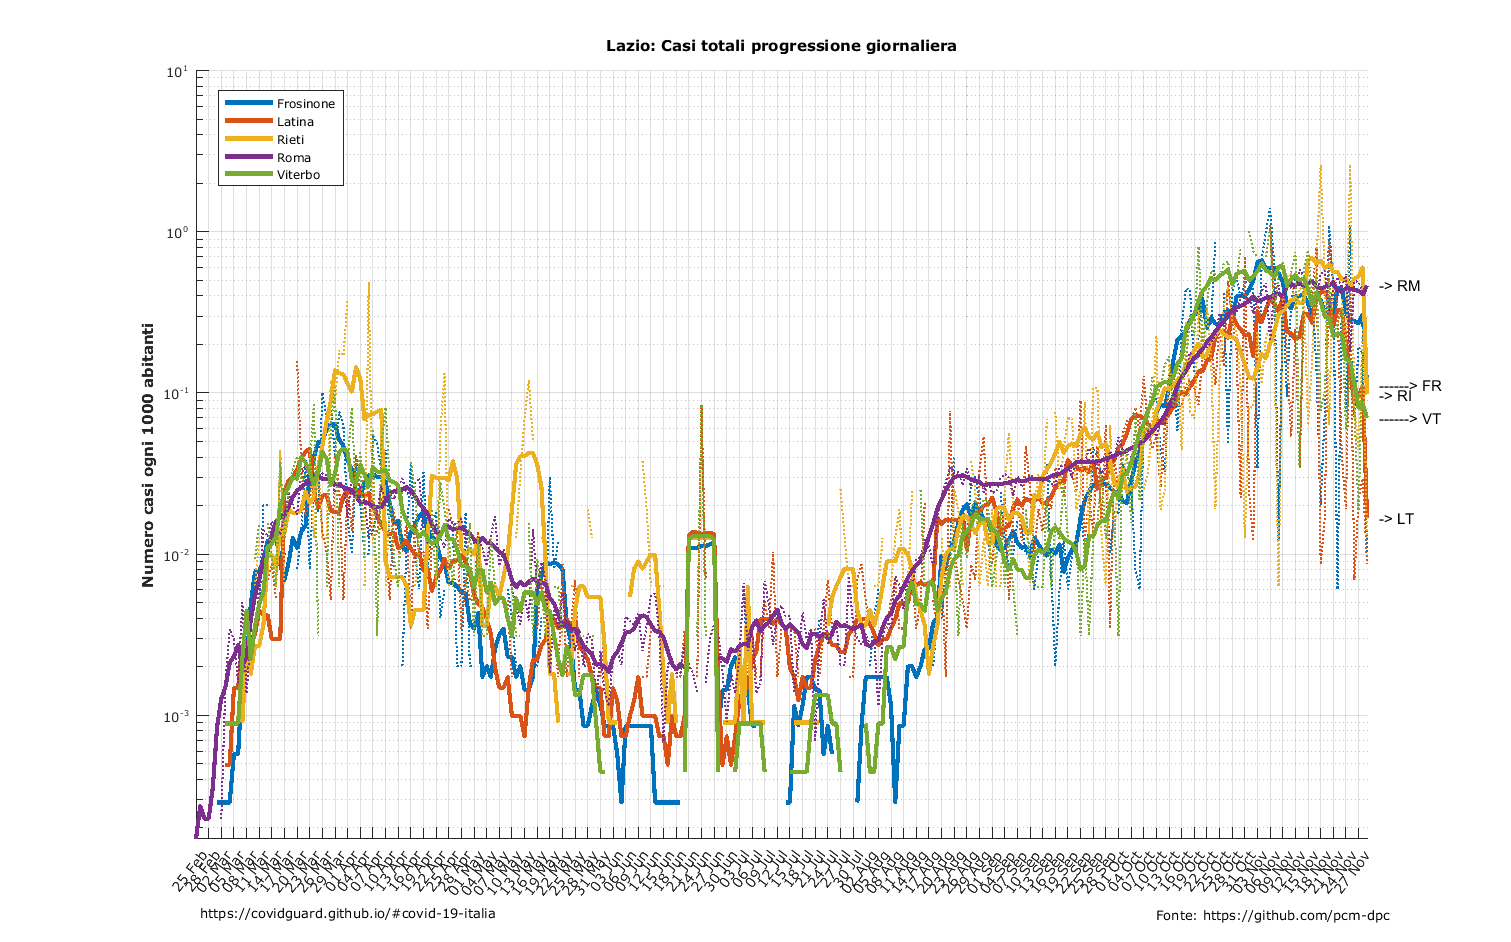 Lazio: Casi totali progressione giornaliera
Frosinone
Latina
Rieti
Roma
Viterbo
Numero casi ogni 1000 abitanti
10¹
10⁰
10⁻¹
10⁻²
10⁻³
-> RM
------> FR
-> RI
------> VT
-> LT
25 Feb
28 Feb
02 Mar
05 Mar
08 Mar
11 Mar
14 Mar
17 Mar
20 Mar
23 Mar
26 Mar
29 Mar
01 Apr
04 Apr
07 Apr
10 Apr
13 Apr
16 Apr
19 Apr
22 Apr
25 Apr
28 Apr
01 May
04 May
07 May
10 May
13 May
16 May
19 May
22 May
25 May
28 May
31 May
03 Jun
06 Jun
09 Jun
12 Jun
15 Jun
18 Jun
21 Jun
24 Jun
27 Jun
30 Jun
03 Jul
06 Jul
09 Jul
12 Jul
15 Jul
18 Jul
21 Jul
24 Jul
27 Jul
30 Jul
02 Aug
05 Aug
08 Aug
11 Aug
14 Aug
17 Aug
20 Aug
23 Aug
26 Aug
29 Aug
01 Sep
04 Sep
07 Sep
10 Sep
13 Sep
16 Sep
19 Sep
22 Sep
25 Sep
28 Sep
01 Oct
04 Oct
07 Oct
10 Oct
13 Oct
16 Oct
19 Oct
22 Oct
25 Oct
28 Oct
31 Oct
03 Nov
06 Nov
09 Nov
12 Nov
15 Nov
18 Nov
21 Nov
24 Nov
27 Nov
https://covidguard.github.io/#covid-19-italia
Fonte: https://github.com/pcm-dpc